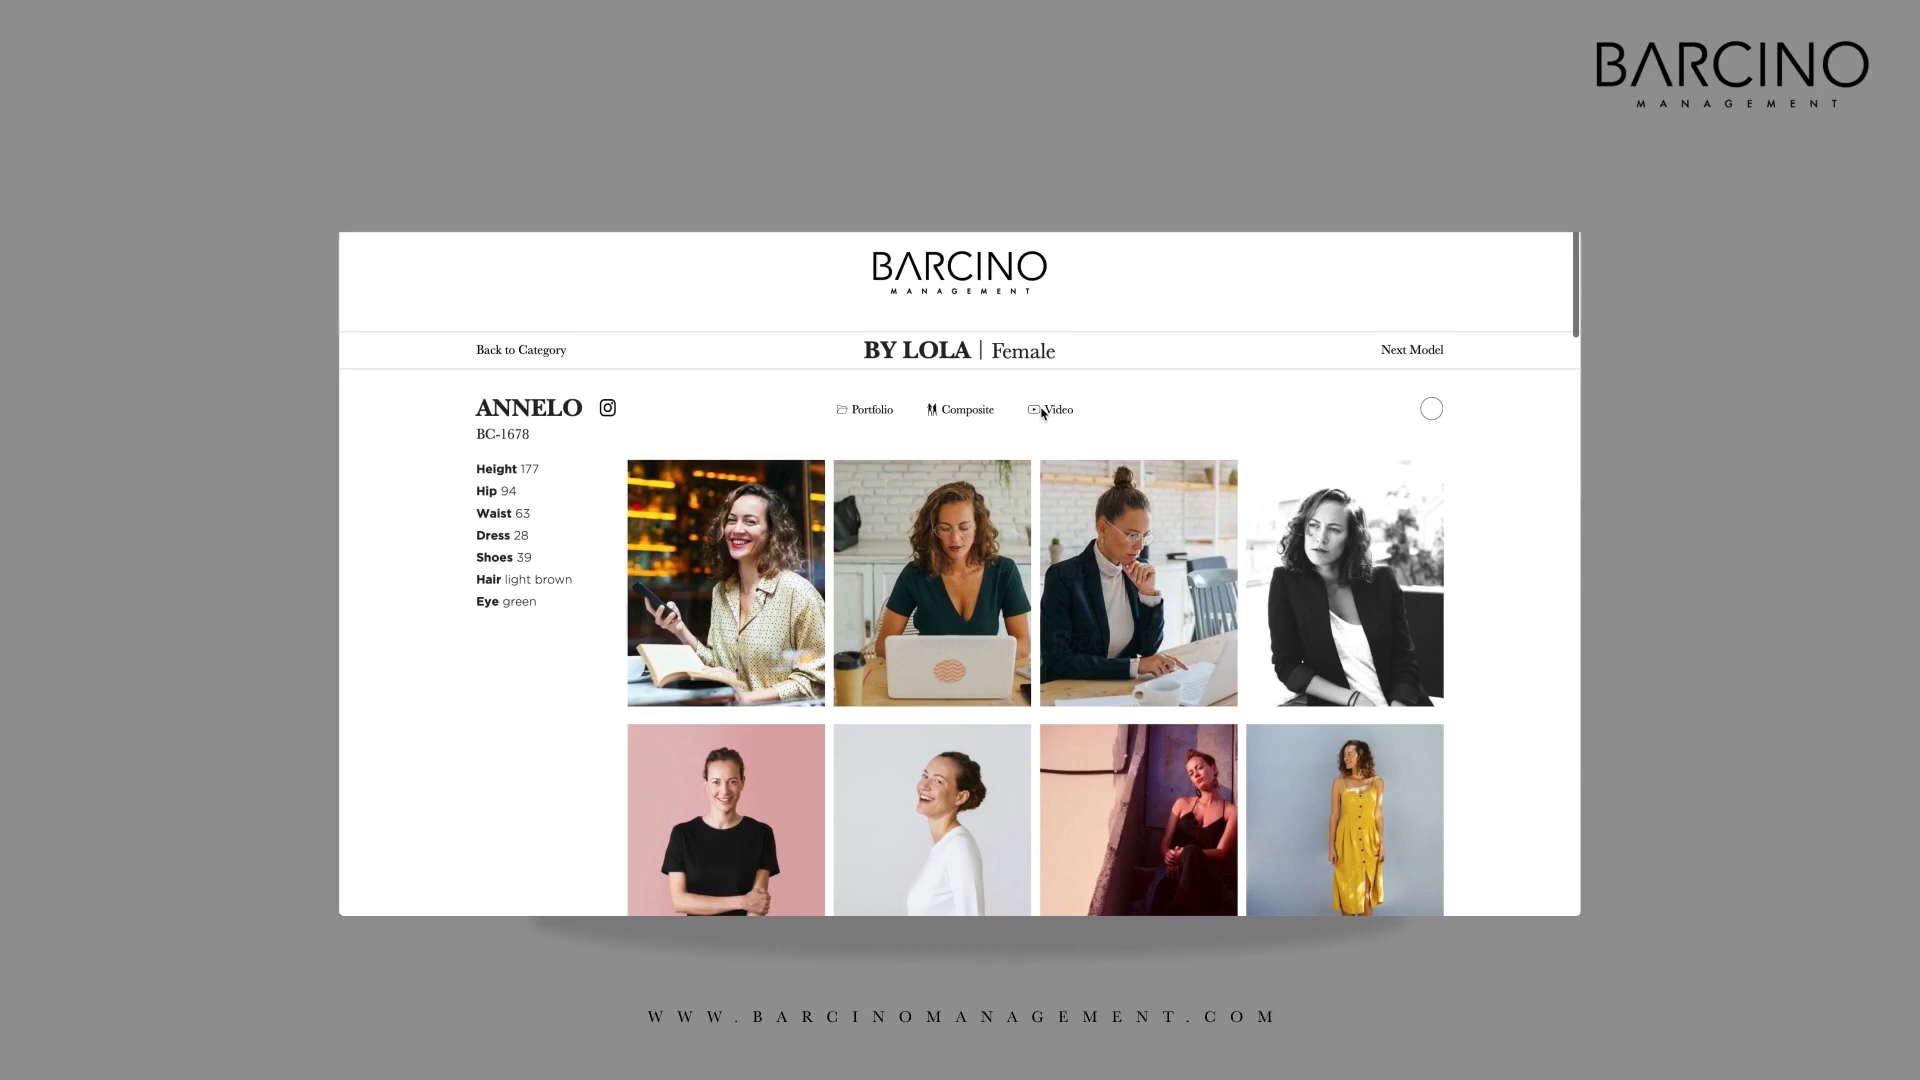 BARCINO
MANAGEMENT
BARCINO
MANAGEMENT
Back to Category
BY LOLA | Female
Next Model
ANNELO
Portfolio
Composite
Video
BC-1678
Height 177
Hip 94
Waist 63
Dress 28
Shoes 39
Hair light brown
Eye green
WWW.BARCINOMANAGEMENT.COM